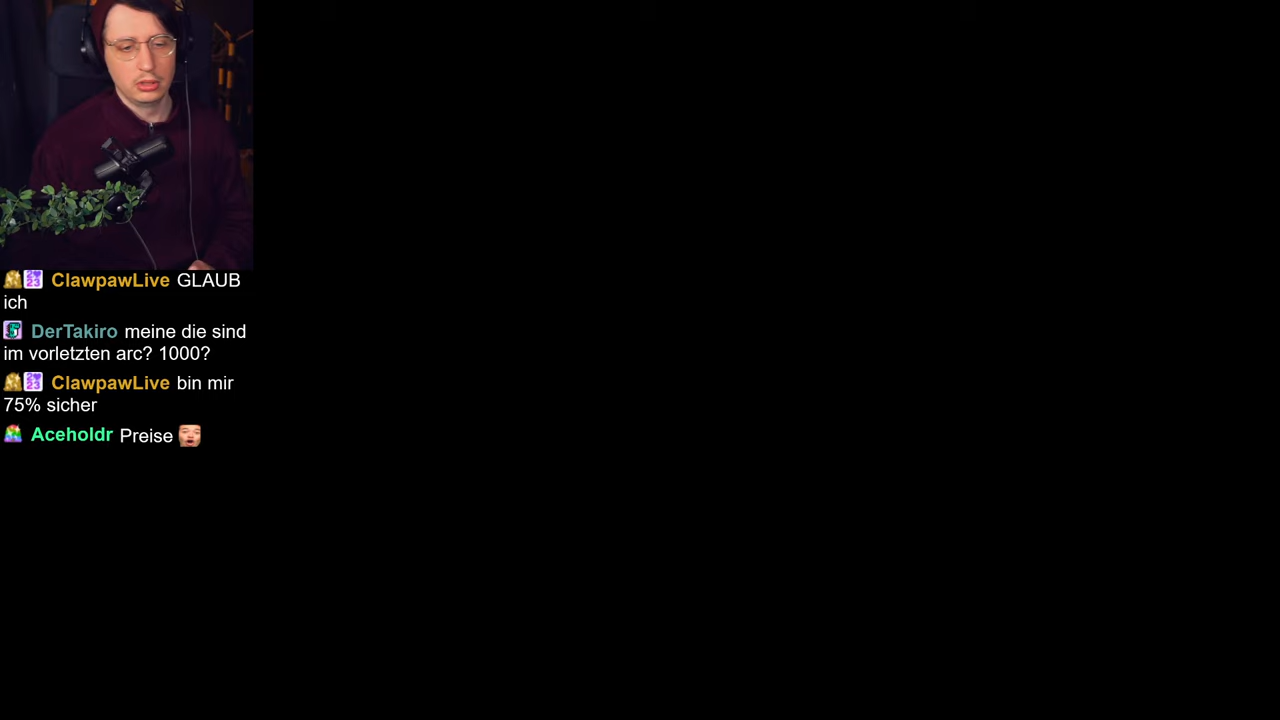 ClawpawLive GLAUB
ich
DerTakiro meine die sind
im vorletzten arc? 1000?
ClawpawLive bin mir
75% sicher
Aceholdr Preise